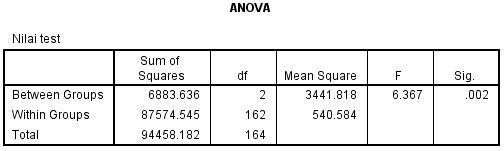 ANOVA
Nilai test
Sum of Squares df Mean Square F Sig.
Between Groups 6883.636 2 3441.818 6.367 .002
Within Groups 87574.545 162 540.584
Total 94458.182 164